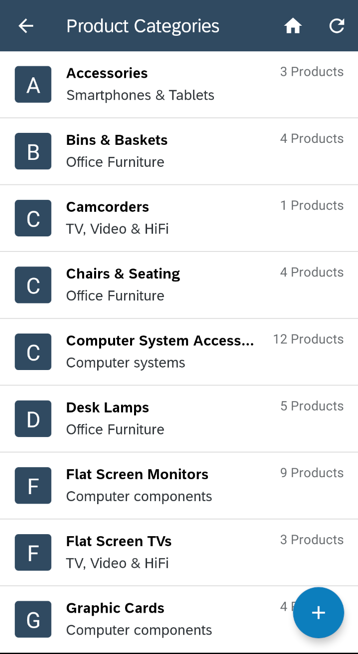 Product Categories
A
Accessories
3 Products
Smartphones & Tablets
B
Bins & Baskets
4 Products
Office Furniture
C
Camcorders
1 Products
TV, Video & HiFi
C
Chairs & Seating
4 Products
Office Furniture
C
Computer System Access...
12 Products
Computer systems
D
Desk Lamps
5 Products
Office Furniture
F
Flat Screen Monitors
9 Products
Computer components
F
Flat Screen TVs
3 Products
TV, Video & HiFi
G
Graphic Cards
4
Computer components